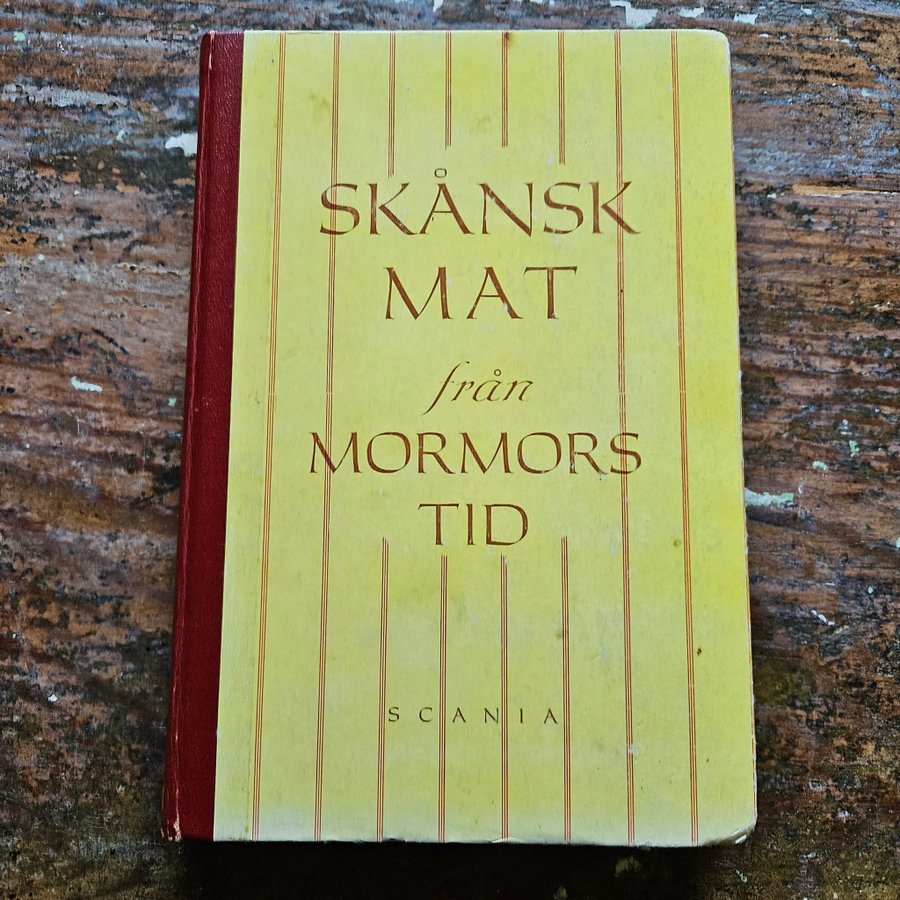 SKÅNSK
MAT
från
MORMORS
TID
SCANIA